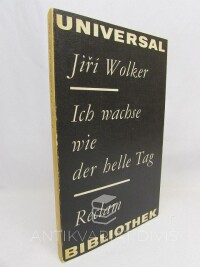 UNIVERSAL
Jiří Wolker
Ich wachse
wie
der helle Tag
Reclam
BIBLIOTHEK